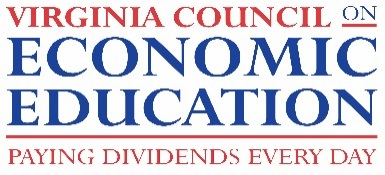 VIRGINIA COUNCIL ON
ECONOMIC
EDUCATION
PAYING DIVIDENDS EVERY DAY